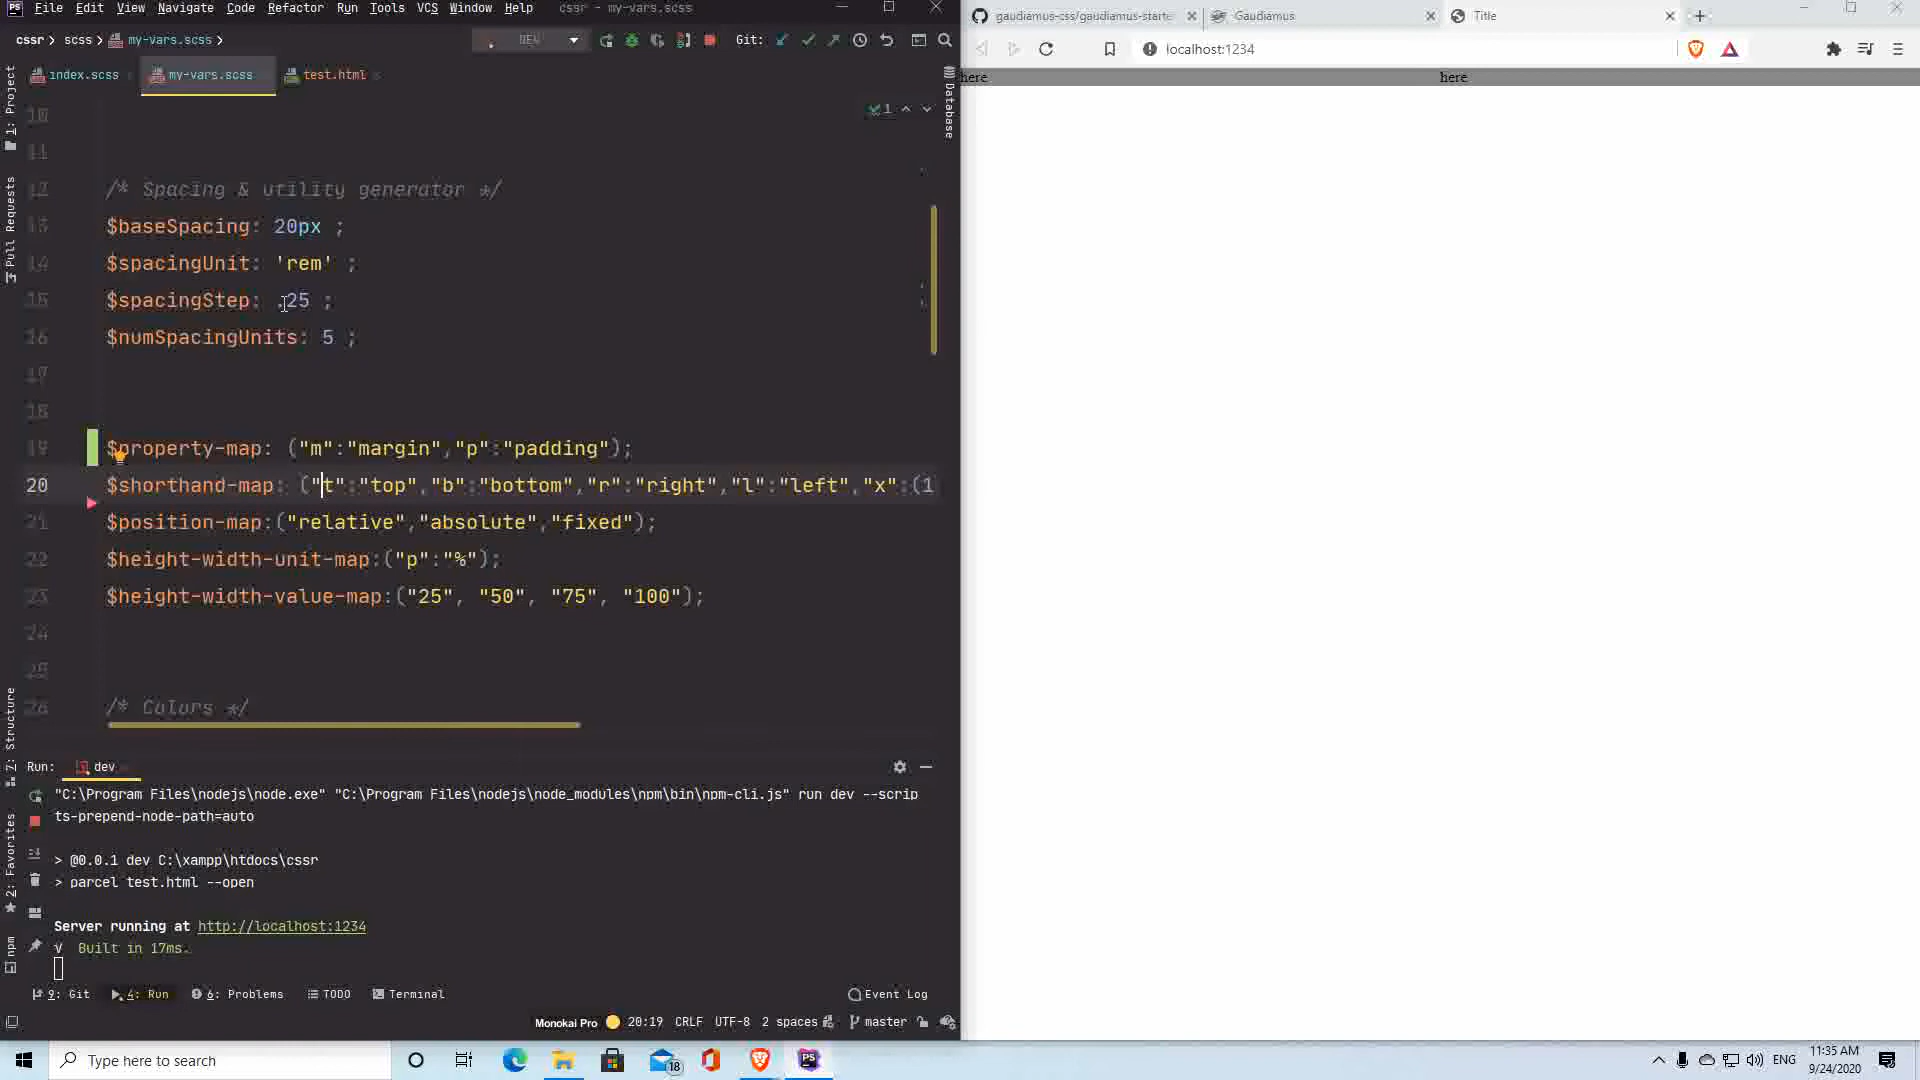 PS File Edit View Navigate Code Refactor Run Tools VCS Window Help cssr - my-vars.scss
cssr scss my-vars.scss DEV Git:
index.scss my-vars.scss test.html
1: Project
Pull Requests
7: Structure
2: Favorites
npm
Database
1
10
11
12 /* Spacing & utility generator */
13 $baseSpacing: 20px ;
14 $spacingUnit: 'rem' ;
15 $spacingStep: .25 ;
16 $numSpacingUnits: 5 ;
17
18
19 $property-map: ("m":"margin","p":"padding");
20 $shorthand-map: ("t":"top","b":"bottom","r":"right","l":"left","x":(1
21 $position-map:("relative","absolute","fixed");
22 $height-width-unit-map:("p":"%");
23 $height-width-value-map:("25", "50", "75", "100");
24
25
26 /* Colors */
Run: dev
"C:\Program Files\nodejs\node.exe" "C:\Program Files\nodejs\node_modules\npm\bin\npm-cli.js" run dev --scrip
ts-prepend-node-path=auto
> @0.0.1 dev C:\xampp\htdocs\cssr
> parcel test.html --open
Server running at http://localhost:1234
√ Built in 17ms.
9: Git 4: Run 6: Problems TODO Terminal Event Log
Monokai Pro 20:19 CRLF UTF-8 2 spaces master
gaudiamus-css/gaudiamus-starte Gaudiamus Title
localhost:1234
here here
Type here to search
18
PS
ENG
11:35 AM
9/24/2020